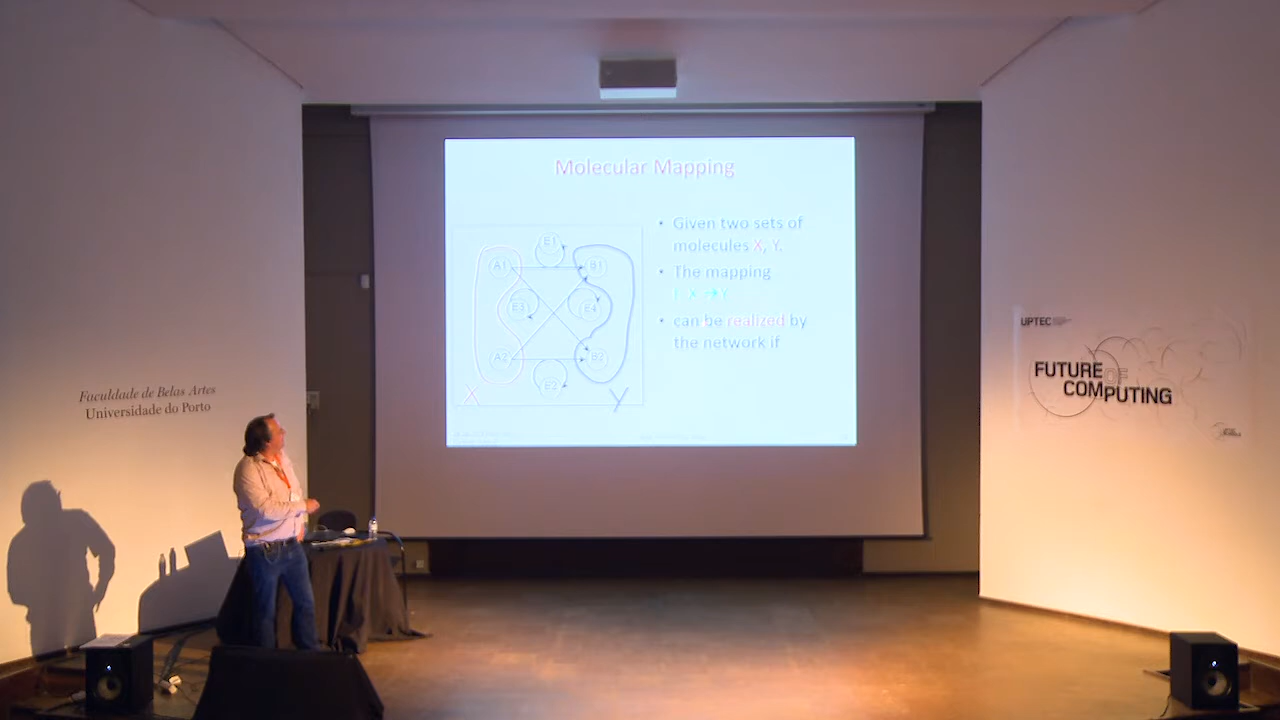 Molecular Mapping
• Given two sets of
molecules X, Y.
• The mapping
• can be realized by
the network if
E1
A1
B1
E3
E4
A2
B2
E2
X
Y
Faculdade de Belas Artes
Universidade do Porto
UPTEC
FUTURE OF
COMPUTING